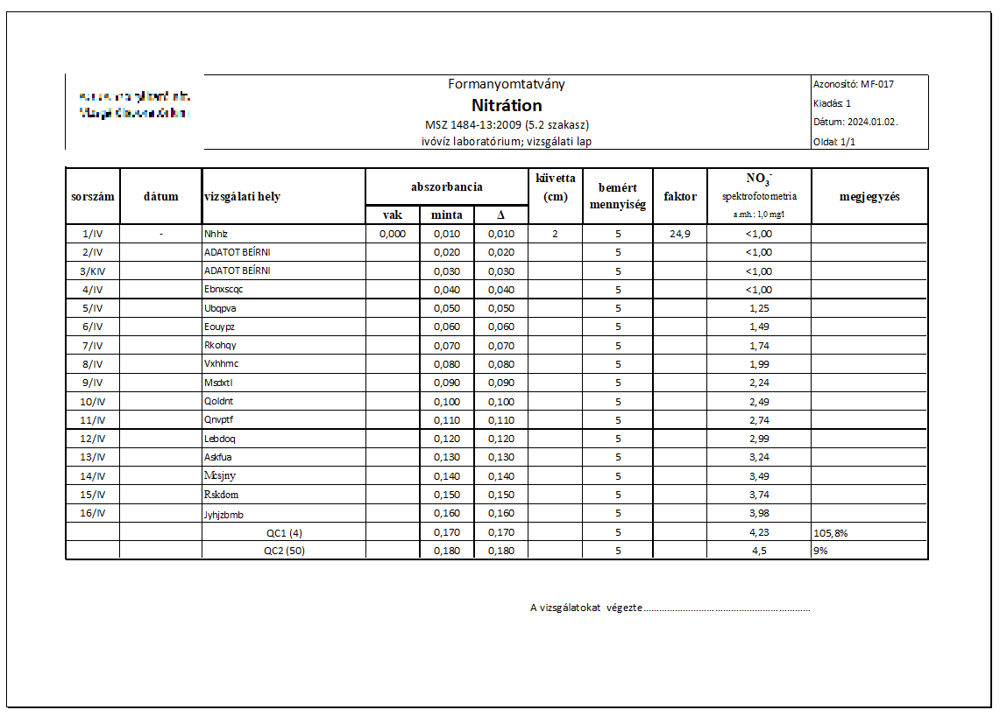 Formanyomtatvány
Nitrátion
MSZ 1484-13:2009 (5.2 szakasz)
ivóvíz laboratórium; vizsgálati lap
Azonosító: MF-017
Kiadás: 1
Dátum: 2024.01.02.
Oldal: 1/1
sorszám dátum vizsgálati hely abszorbancia küvetta (cm) bemért mennyiség faktor NO3- spektrofotometria a.mh.: 1,0 mg/l megjegyzés
vak minta Δ
1/IV - Nhhlz 0,000 0,010 0,010 2 5 24,9 <1,00
2/IV ADATOT BEÍRNI 0,020 0,020 5 <1,00
3/KIV ADATOT BEÍRNI 0,030 0,030 5 <1,00
4/IV Ebnxscqc 0,040 0,040 5 <1,00
5/IV Ubqpva 0,050 0,050 5 1,25
6/IV Eouypz 0,060 0,060 5 1,49
7/IV Rkohqy 0,070 0,070 5 1,74
8/IV Vxhhmc 0,080 0,080 5 1,99
9/IV Msdxtl 0,090 0,090 5 2,24
10/IV Qoldnt 0,100 0,100 5 2,49
11/IV Qnvptf 0,110 0,110 5 2,74
12/IV Lebdoq 0,120 0,120 5 2,99
13/IV Askfua 0,130 0,130 5 3,24
14/IV Mcsjny 0,140 0,140 5 3,49
15/IV Rskdom 0,150 0,150 5 3,74
16/IV Jyhjzbmb 0,160 0,160 5 3,98
QC1 (4) 0,170 0,170 5 4,23 105,8%
QC2 (50) 0,180 0,180 5 4,5 9%
A vizsgálatokat végezte................................................................